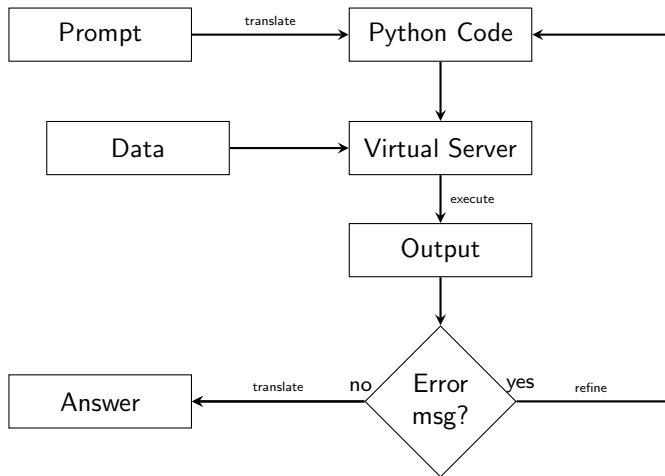 Prompt
translate
Python Code
Data
Virtual Server
execute
Output
Answer
translate
no
Error
msg?
yes
refine